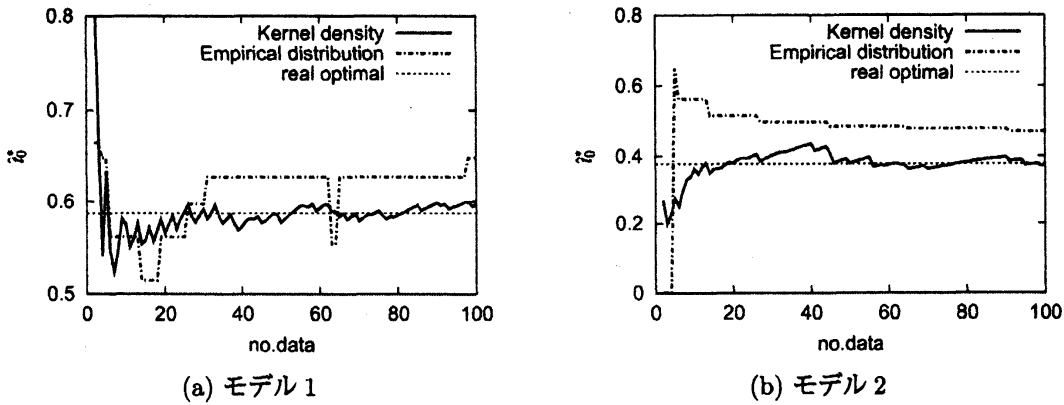 0.8
0.7
0.6
0.5
Kernel density
Empirical distribution
real optimal
0 20 40 60 80 100
no.data
(a) モデル 1
0.8
0.6
0.4
0.2
0
Kernel density
Empirical distribution
real optimal
0 20 40 60 80 100
no.data
(b) モデル 2